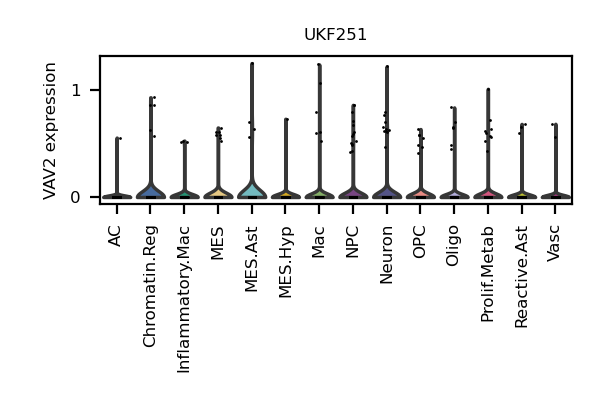 UKF251
VAV2 expression
1
0
AC
Chromatin.Reg
Inflammatory.Mac
MES
MES.Ast
MES.Hyp
Mac
NPC
Neuron
OPC
Oligo
Prolif.Metab
Reactive.Ast
Vasc